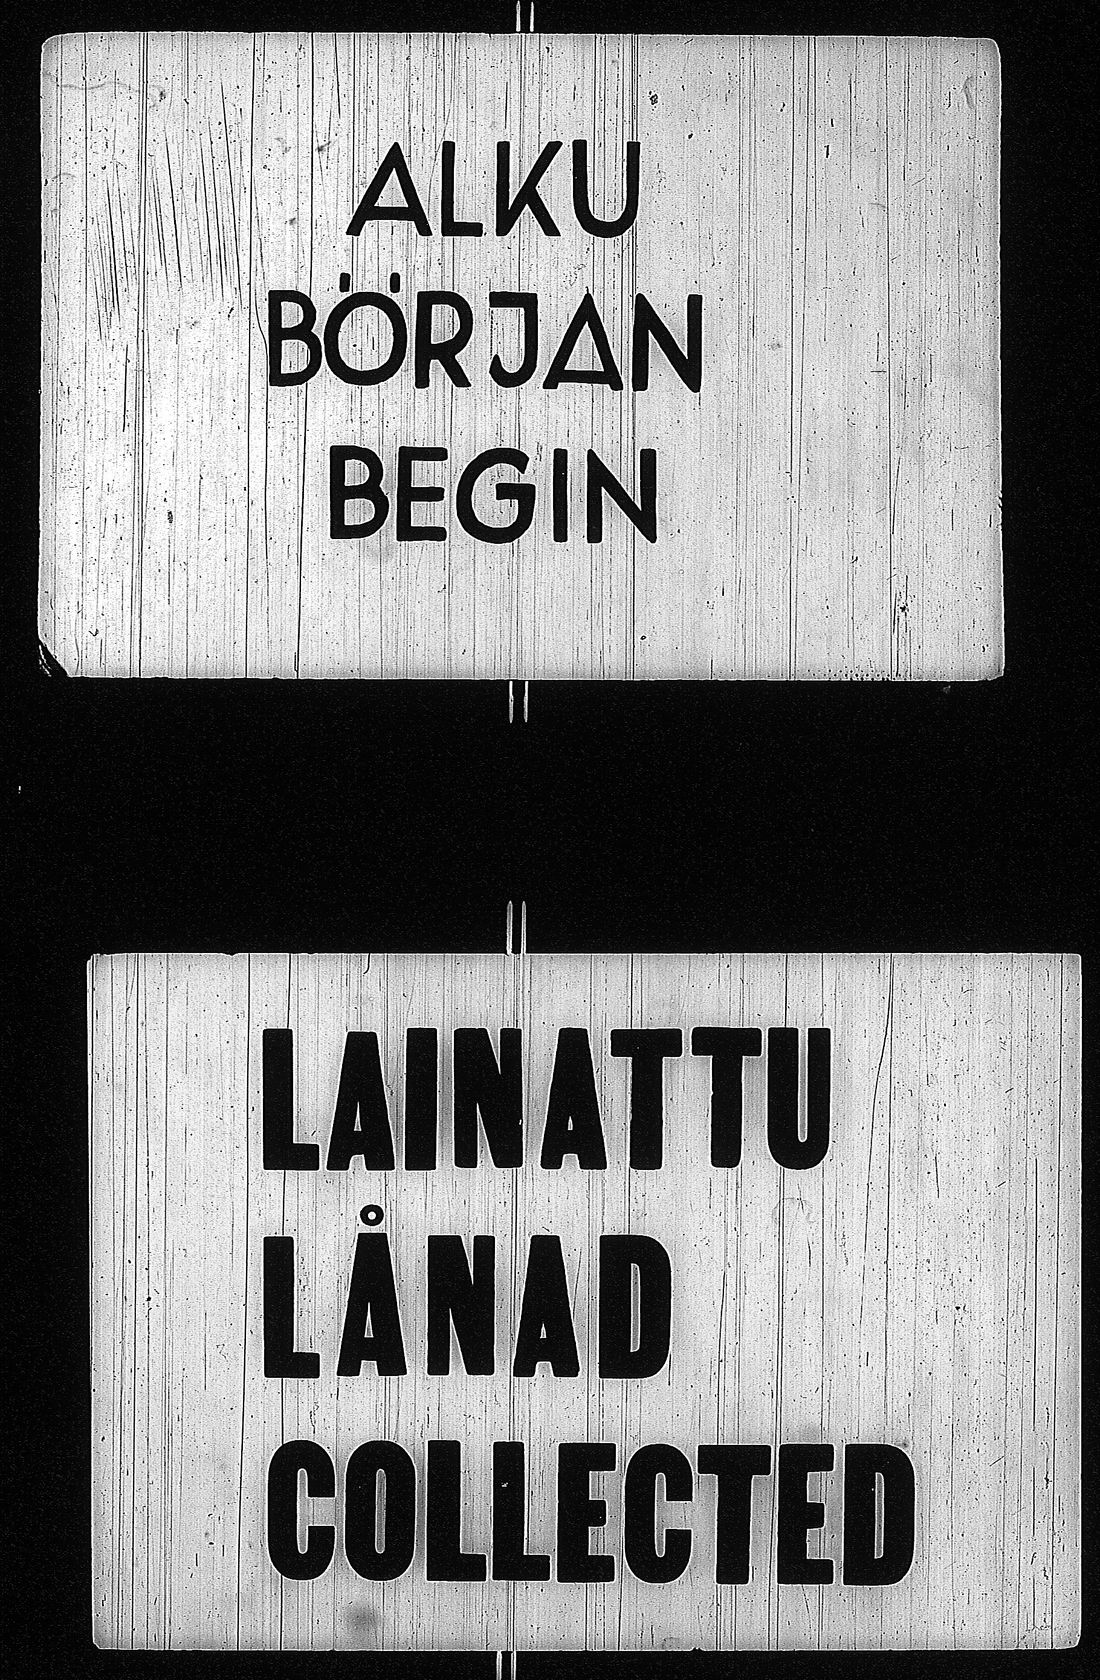 ALKU
BÖRJAN
BEGIN
LAINATTU
LÅNAD
COLLECTED